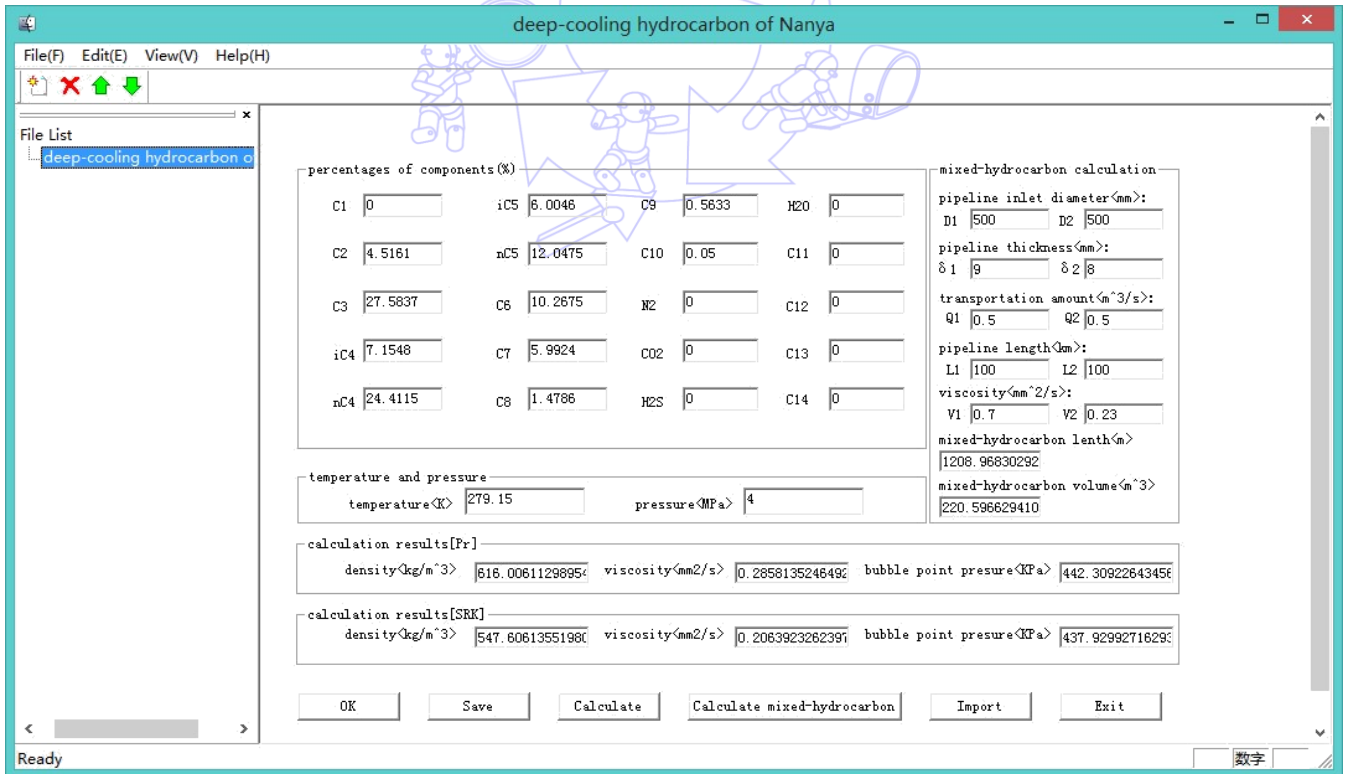 deep-cooling hydrocarbon of Nanya
File(F) Edit(E) View(V) Help(H)
File List
deep-cooling hydrocarbon o
percentages of components(%)
C1 0 iC5 6.0046 C9 0.5633 H2O 0
C2 4.5161 nC5 12.0475 C10 0.05 C11 0
C3 27.5837 C6 10.2675 N2 0 C12 0
iC4 7.1548 C7 5.9924 CO2 0 C13 0
nC4 24.4115 C8 1.4786 H2S 0 C14 0
mixed-hydrocarbon calculation
pipeline inlet diameter<mm>:
D1 500 D2 500
pipeline thickness<mm>:
δ1 9 δ2 8
transportation amount<m^3/s>:
Q1 0.5 Q2 0.5
pipeline length<km>:
L1 100 L2 100
viscosity<mm^2/s>:
V1 0.7 V2 0.23
mixed-hydrocarbon lenth<m>
1208.96830292
mixed-hydrocarbon volume<m^3>
220.596629410
temperature and pressure
temperature<K> 279.15 pressure<MPa> 4
calculation results[Pr]
density<kg/m^3> 616.0061129895 viscosity<mm2/s> 0.285813524649 bubble point presure<KPa> 442.3092264345
calculation results[SRK]
density<kg/m^3> 547.6061355198 viscosity<mm2/s> 0.206392326239 bubble point presure<KPa> 437.9299271629
OK Save Calculate Calculate mixed-hydrocarbon Import Exit
Ready 数字